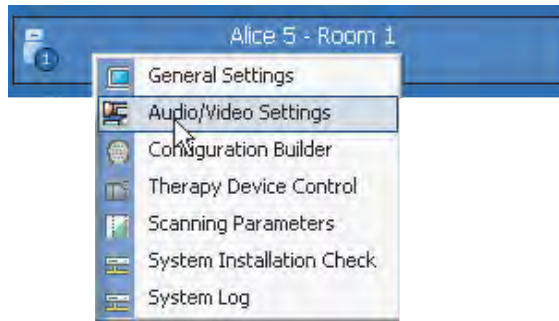 Alice 5 - Room 1
1
General Settings
Audio/Video Settings
Configuration Builder
Therapy Device Control
Scanning Parameters
System Installation Check
System Log